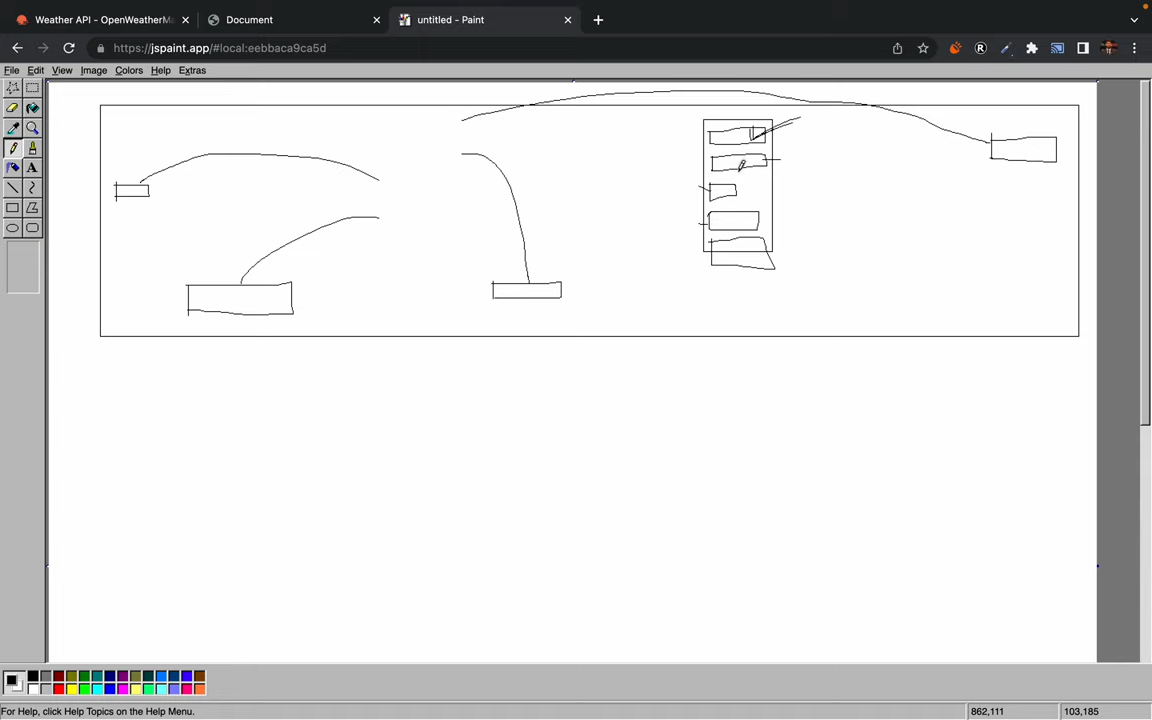 Weather API - OpenWeatherM
Document
untitled - Paint
https://jspaint.app/#local:eebbaca9ca5d
File Edit View Image Colors Help Extras
For Help, click Help Topics on the Help Menu.
862,111
103,185